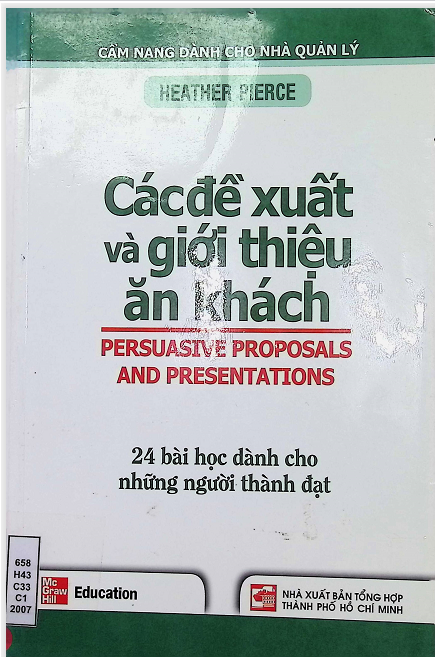 CẨM NANG DÀNH CHO NHÀ QUẢN LÝ
HEATHER PIERCE
Các đề xuất
và giới thiệu
ăn khách
PERSUASIVE PROPOSALS
AND PRESENTATIONS
24 bài học dành cho
những người thành đạt
658
H43
C33
C1
2007
Mc
Graw
Hill
Education
NHÀ XUẤT BẢN TỔNG HỢP
THÀNH PHỐ HỒ CHÍ MINH